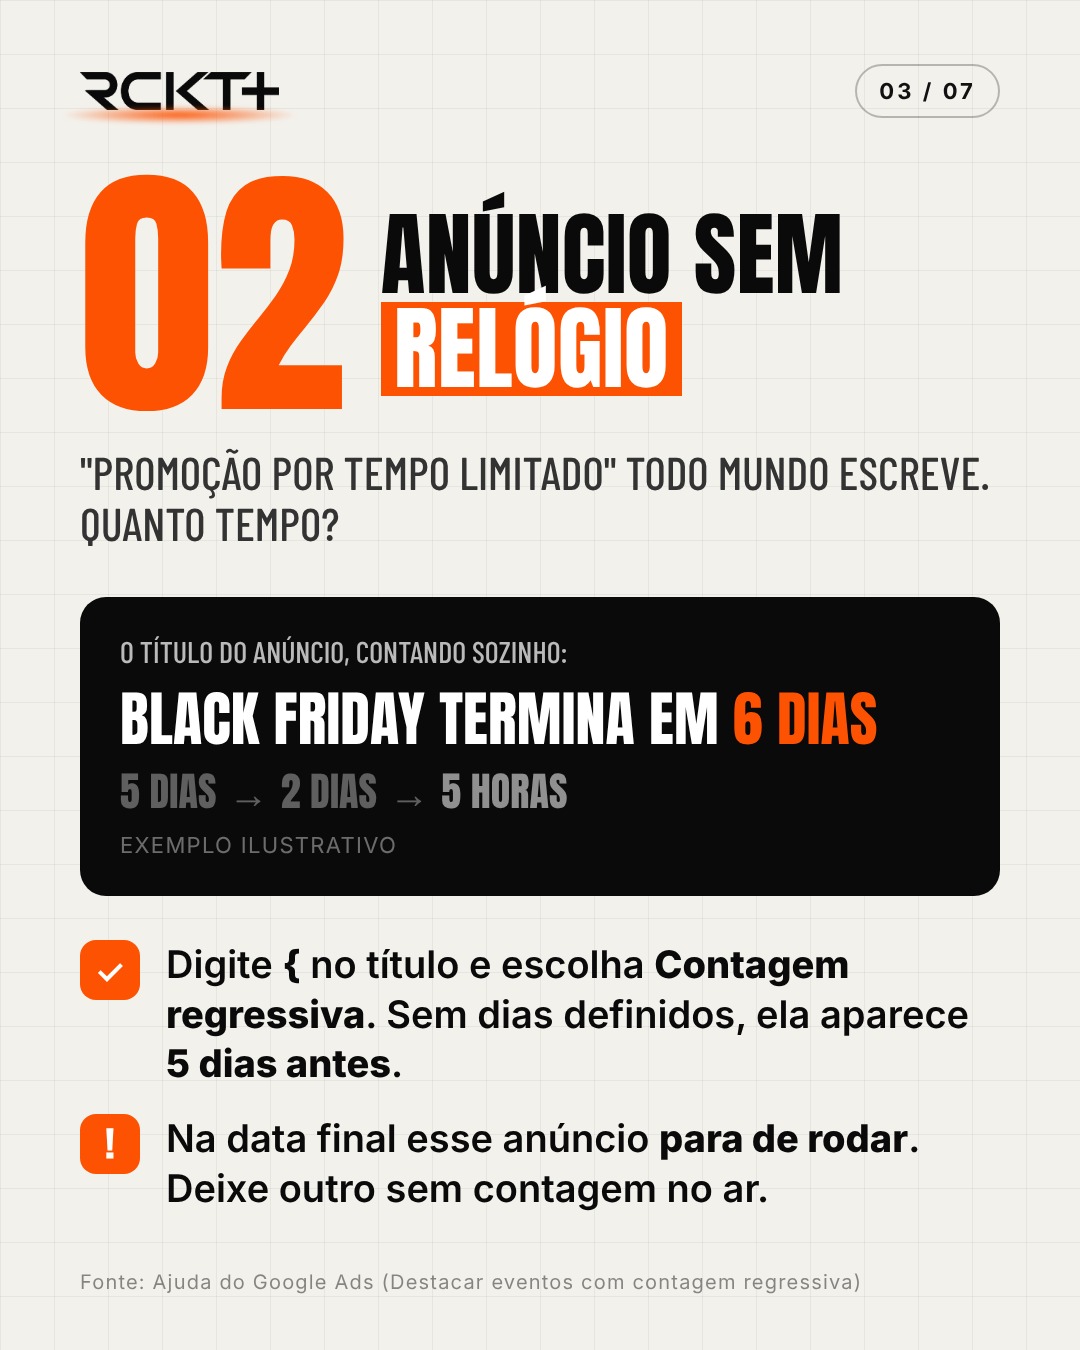 RCKT+
03 / 07
02
ANÚNCIO SEM
RELÓGIO
"PROMOÇÃO POR TEMPO LIMITADO" TODO MUNDO ESCREVE.
QUANTO TEMPO?
O TÍTULO DO ANÚNCIO, CONTANDO SOZINHO:
BLACK FRIDAY TERMINA EM 6 DIAS
5 DIAS → 2 DIAS → 5 HORAS
EXEMPLO ILUSTRATIVO
Digite { no título e escolha Contagem
regressiva. Sem dias definidos, ela aparece
5 dias antes.
! Na data final esse anúncio para de rodar.
Deixe outro sem contagem no ar.
Fonte: Ajuda do Google Ads (Destacar eventos com contagem regressiva)